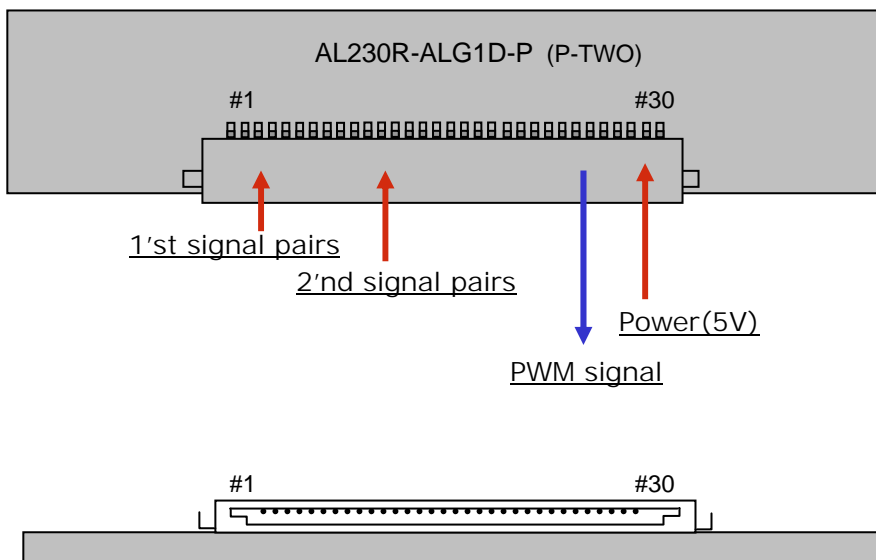 AL230R-ALG1D-P (P-TWO)
#1 #30
1’st signal pairs
2’nd signal pairs
Power(5V)
PWM signal
#1 #30